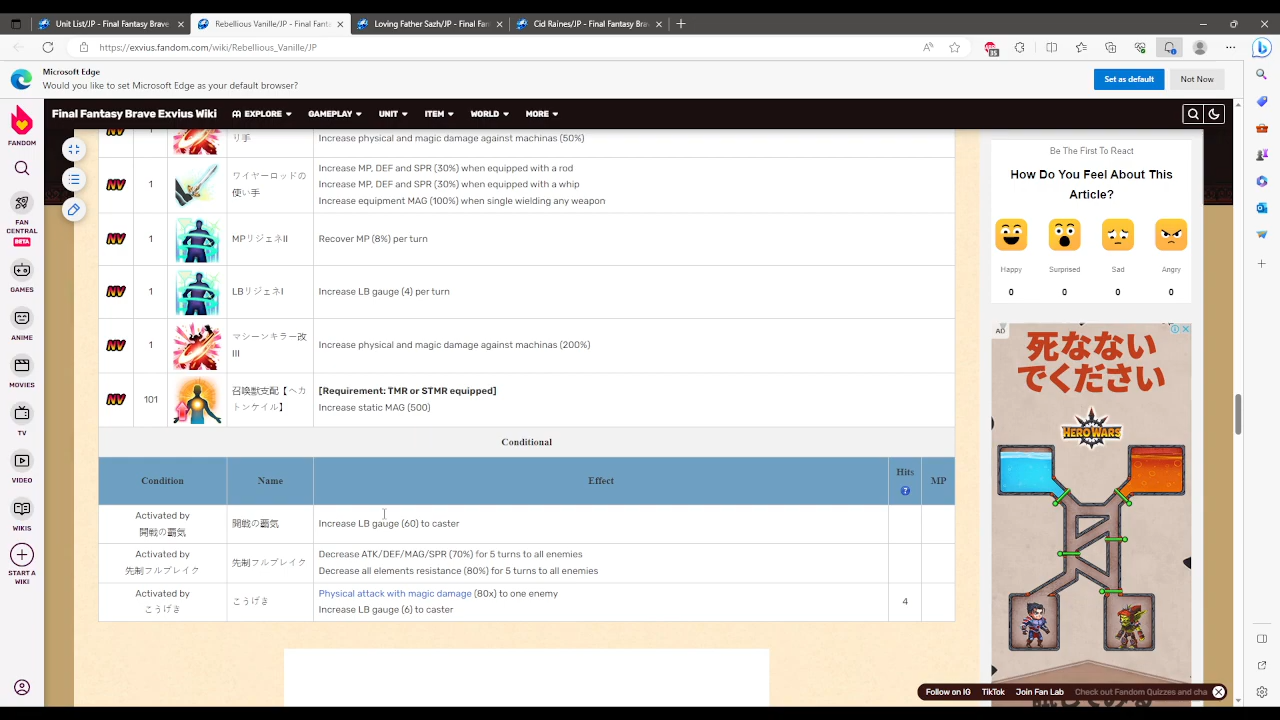 Unit List/JP - Final Fantasy Brave
Rebellious Vanille/JP - Final Fant
Loving Father Sazh/JP - Final Fan
Cid Raines/JP - Final Fantasy Brav
https://exvius.fandom.com/wiki/Rebellious_Vanille/JP
Microsoft Edge
Would you like to set Microsoft Edge as your default browser?
Set as default
Not Now
FANDOM
FAN CENTRAL
BETA
GAMES
ANIME
MOVIES
TV
VIDEO
WIKIS
START A WIKI
Final Fantasy Brave Exvius Wiki
EXPLORE
GAMEPLAY
UNIT
ITEM
WORLD
MORE
1
り手
Increase physical and magic damage against machinas (50%)
NV
1
ワイヤーロッドの
使い手
Increase MP, DEF and SPR (30%) when equipped with a rod
Increase MP, DEF and SPR (30%) when equipped with a whip
Increase equipment MAG (100%) when single wielding any weapon
NV
1
MPリジェネII
Recover MP (8%) per turn
NV
1
LBリジェネI
Increase LB gauge (4) per turn
NV
1
マシーンキラー改
III
Increase physical and magic damage against machinas (200%)
NV
101
召喚獣支配【ヘカ
トンケイル】
[Requirement: TMR or STMR equipped]
Increase static MAG (500)
Conditional
Condition
Name
Effect
Hits
?
MP
Activated by
開戦の覇気
開戦の覇気
Increase LB gauge (60) to caster
Activated by
先制フルブレイク
先制フルブレイク
Decrease ATK/DEF/MAG/SPR (70%) for 5 turns to all enemies
Decrease all elements resistance (80%) for 5 turns to all enemies
Activated by
こうげき
こうげき
Physical attack with magic damage (80x) to one enemy
Increase LB gauge (6) to caster
4
Be The First To React
How Do You Feel About This
Article?
Happy
Surprised
Sad
Angry
0
0
0
0
AD
死なない
でください
HERO WARS
Follow on IG
TikTok
Join Fan Lab
Check out Fandom Quizzes and cha